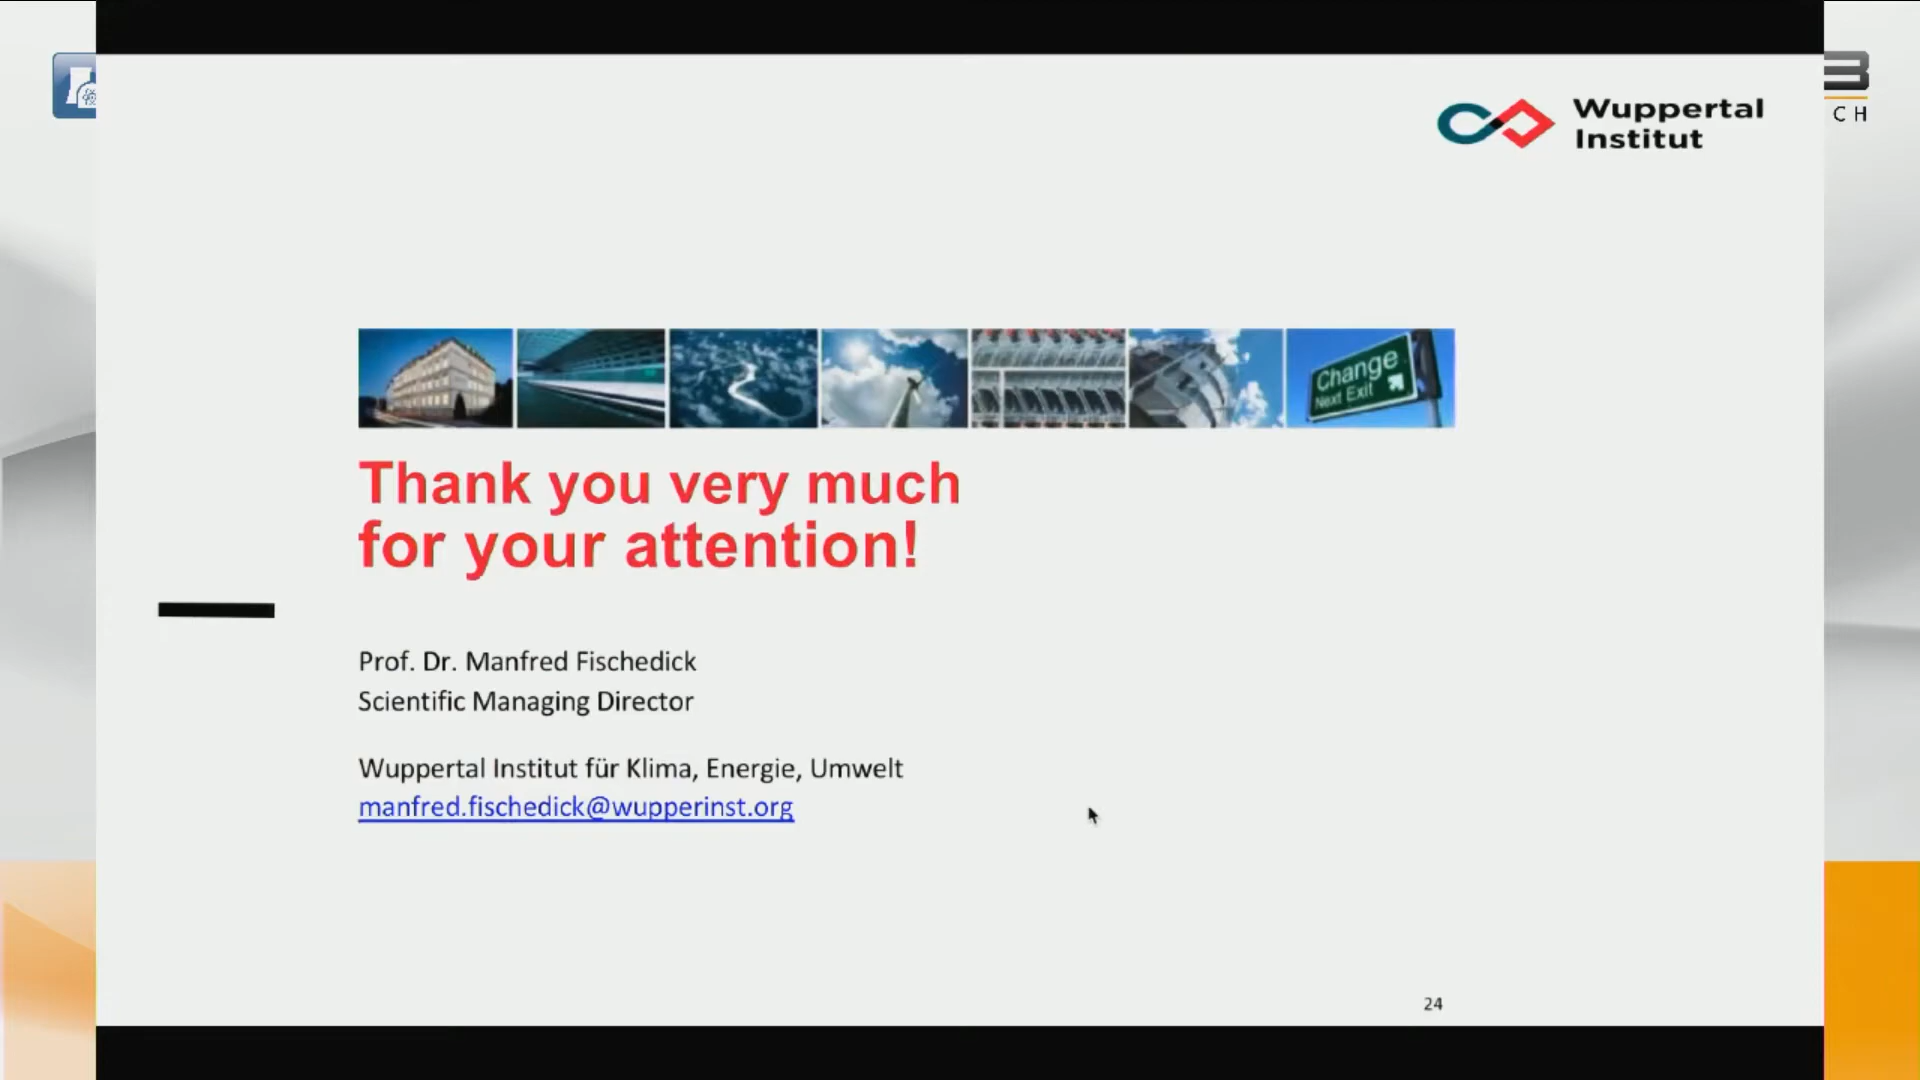 Wuppertal
Institut
CH
Change
Next Exit
Thank you very much
for your attention!
Prof. Dr. Manfred Fischedick
Scientific Managing Director
Wuppertal Institut für Klima, Energie, Umwelt
manfred.fischedick@wupperinst.org
24